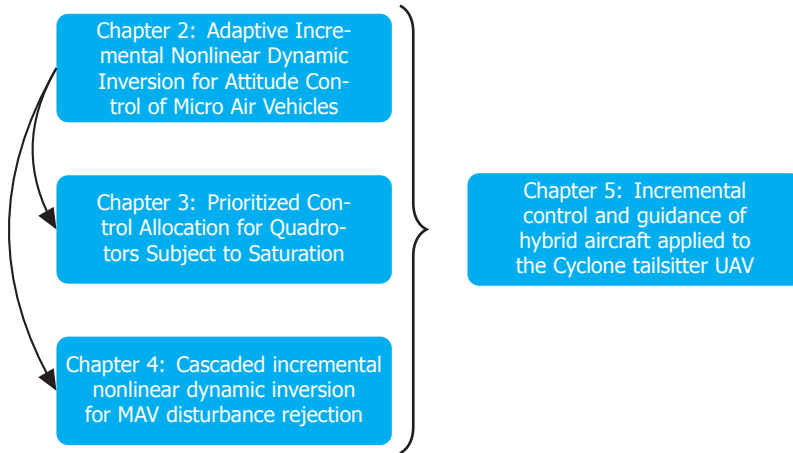 Chapter 2: Adaptive Incre-
mental Nonlinear Dynamic
Inversion for Attitude Con-
trol of Micro Air Vehicles
Chapter 3: Prioritized Con-
trol Allocation for Quadro-
tors Subject to Saturation
Chapter 4: Cascaded incremental
nonlinear dynamic inversion
for MAV disturbance rejection
Chapter 5: Incremental
control and guidance of
hybrid aircraft applied to
the Cyclone tailsitter UAV